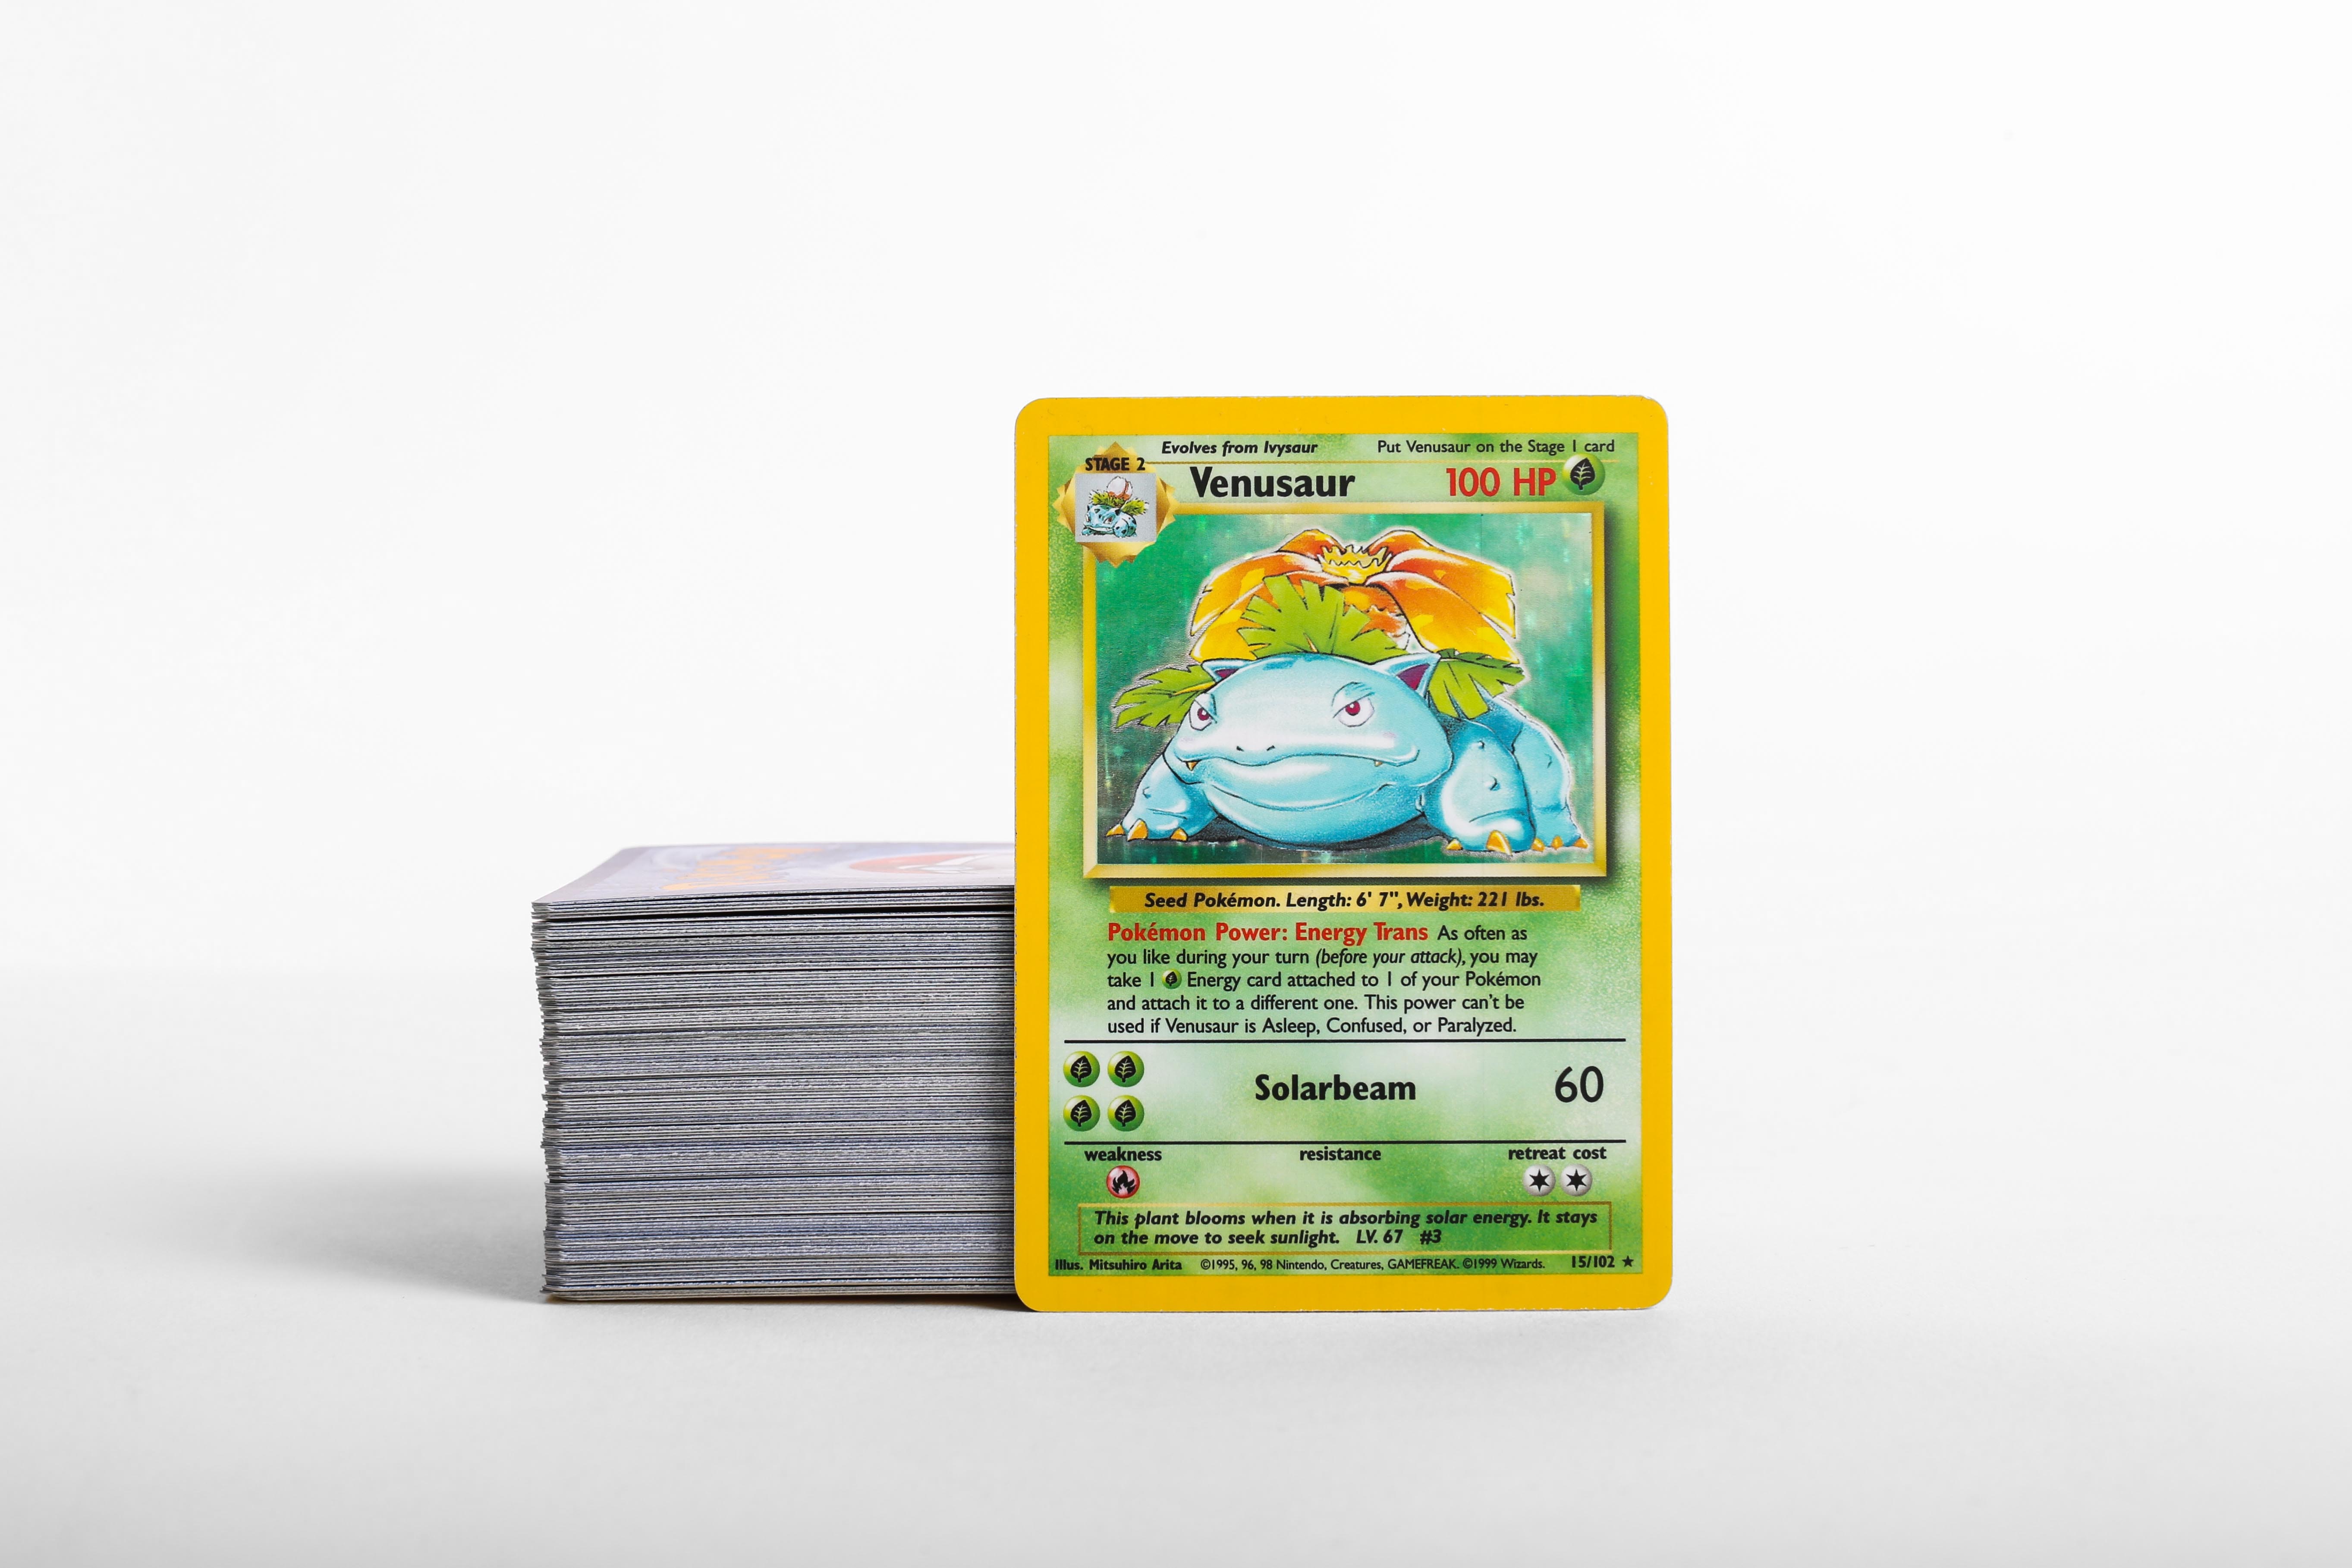 Evolves from Ivysaur Put Venusaur on the Stage 1 card
STAGE 2
Venusaur 100 HP
Seed Pokémon. Length: 6' 7", Weight: 221 lbs.
Pokémon Power: Energy Trans As often as
you like during your turn (before your attack), you may
take 1 Energy card attached to 1 of your Pokémon
and attach it to a different one. This power can't be
used if Venusaur is Asleep, Confused, or Paralyzed.
Solarbeam 60
weakness resistance retreat cost
This plant blooms when it is absorbing solar energy. It stays
on the move to seek sunlight. LV. 67 #3
Illus. Mitsuhiro Arita ©1995, 96, 98 Nintendo, Creatures, GAMEFREAK. ©1999 Wizards. 15/102 ★